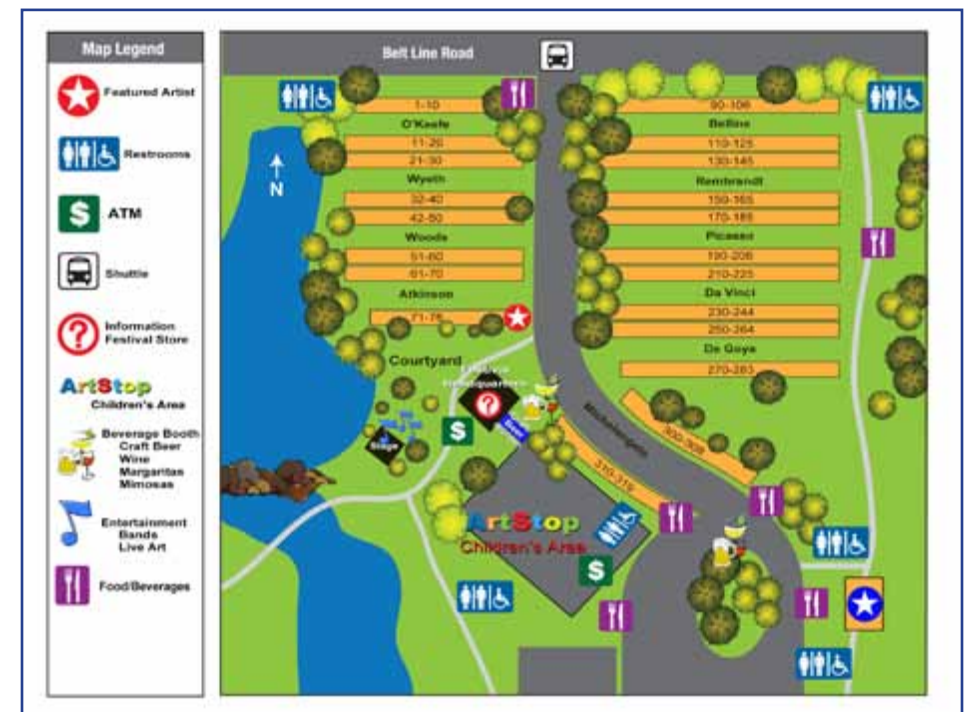 Map Legend
Featured Artist
Restrooms
$
ATM
Shuttle
?
Information
Festival Store
ArtStop
Children's Area
Beverage Booth
Craft Beer
Wine
Margaritas
Mimosas
Entertainment
Bands
Live Art
Food/Beverages
Belt Line Road
N
1-10
O'Keefe
11-20
21-30
Wyeth
32-40
42-50
Woods
51-60
61-70
Atkinson
Courtyard
?
Beer
Stage
$
90-106
110-125
130-145
Rembrandt
150-165
170-185
Picasso
190-206
210-225
Da Vinci
230-244
250-264
De Goya
270-283
Michelangelo
300-309
310-319
ArtStop
Children's Area
$